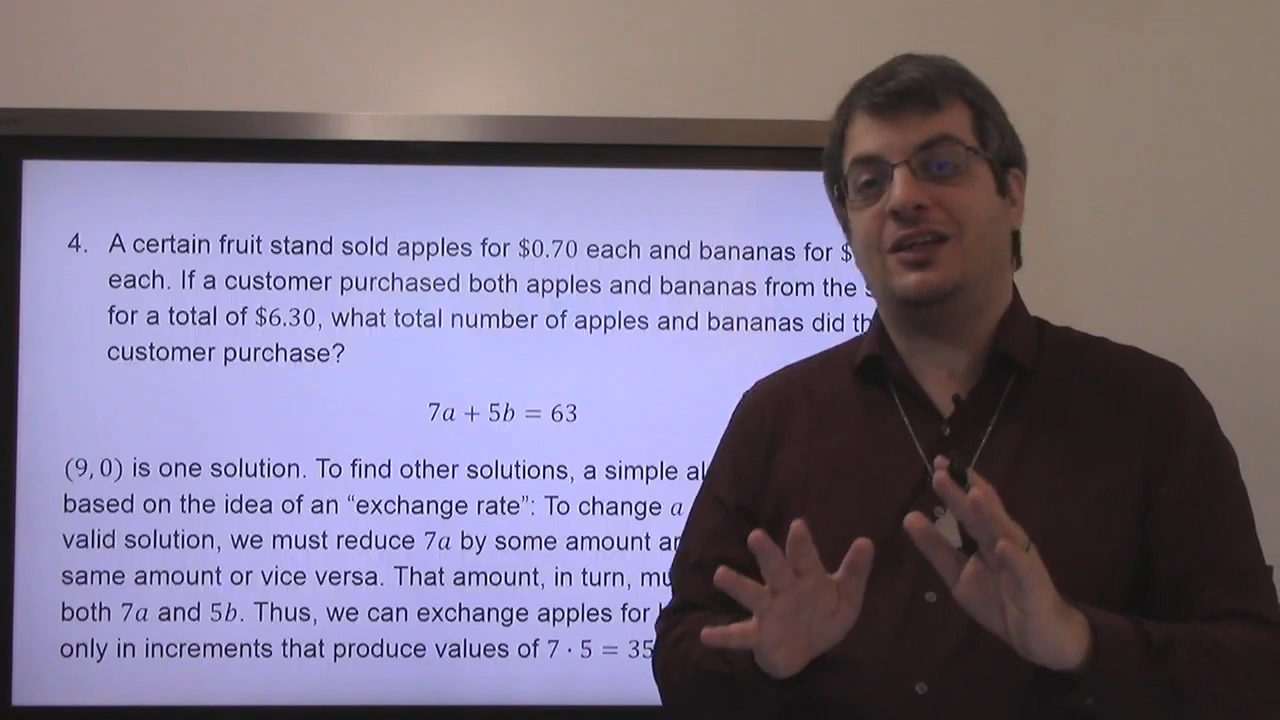 4. A certain fruit stand sold apples for $0.70 each and bananas for $
each. If a customer purchased both apples and bananas from the
for a total of $6.30, what total number of apples and bananas did
customer purchase?
7a + 5b = 63
(9, 0) is one solution. To find other solutions, a simple
based on the idea of an “exchange rate”: To change a
valid solution, we must reduce 7a by some amount
same amount or vice versa. That amount, in turn,
both 7a and 5b. Thus, we can exchange apples for
only in increments that produce values of 7 · 5 = 35